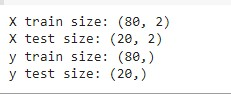 X train size: (80, 2)
X test size: (20, 2)
y train size: (80,)
y test size: (20,)